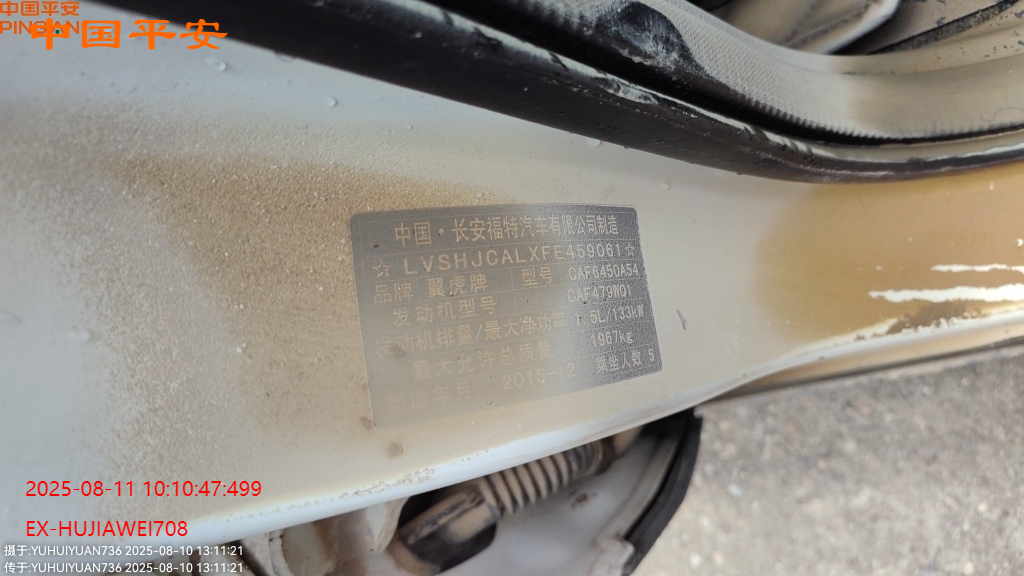 中国平安
PINGAN
中国平安
中国·长安福特汽车有限公司制造
☆LVSHJCALXFE459061☆
品牌 翼虎牌 型号 CAF6450A54
发动机型号 CAF479WQ1
发动机排量/最大净功率 1.5L/133kW
最大允许总质量 1967kg
制造年月 2015-12 乘坐人数 5
2025-08-11 10:10:47:499
EX-HUJIAWEI708
摄于:YUHUIYUAN736 2025-08-10 13:11:21
传于:YUHUIYUAN736 2025-08-10 13:11:21